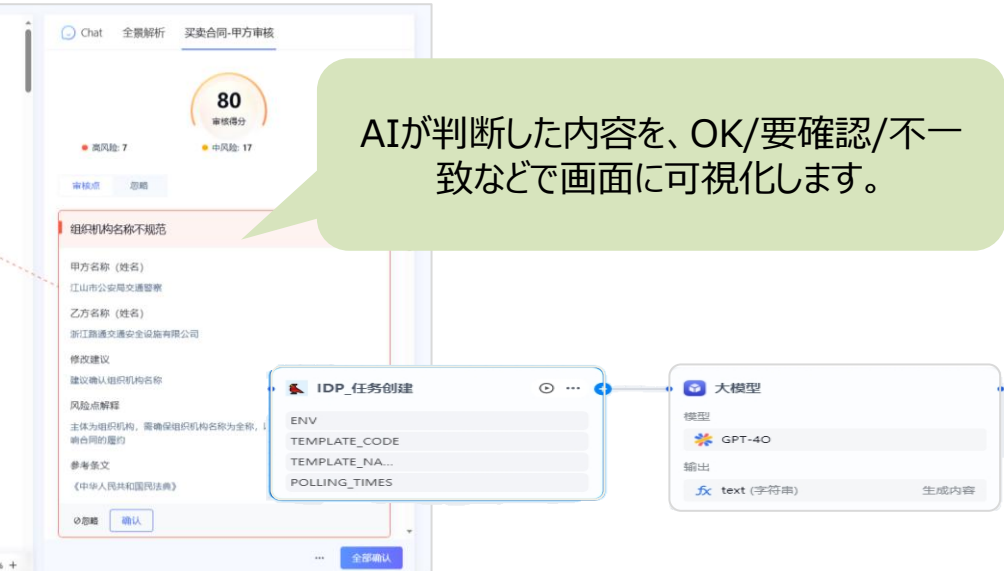 Chat 全景解析 买卖合同-甲方审核
80
审核得分
高风险: 7 中风险: 17
审核点 忽略
AIが判断した内容を、OK/要確認/不一
致などで画面に可視化します。
组织机构名称不规范
甲方名称（姓名）
江山市公安局交通警察
乙方名称（姓名）
浙江路通交通安全设施有限公司
修改建议
建议确认组织机构名称
风险点解释
主体为组织机构，需确保组织机构名称为全称，
响合同的履约
参考条文
《中华人民共和国民法典》
忽略 确认
... 全部确认
IDP_任务创建 ...
ENV
TEMPLATE_CODE
TEMPLATE_NA...
POLLING_TIMES
大模型
模型
GPT-4O
输出
fx text (字符串) 生成内容